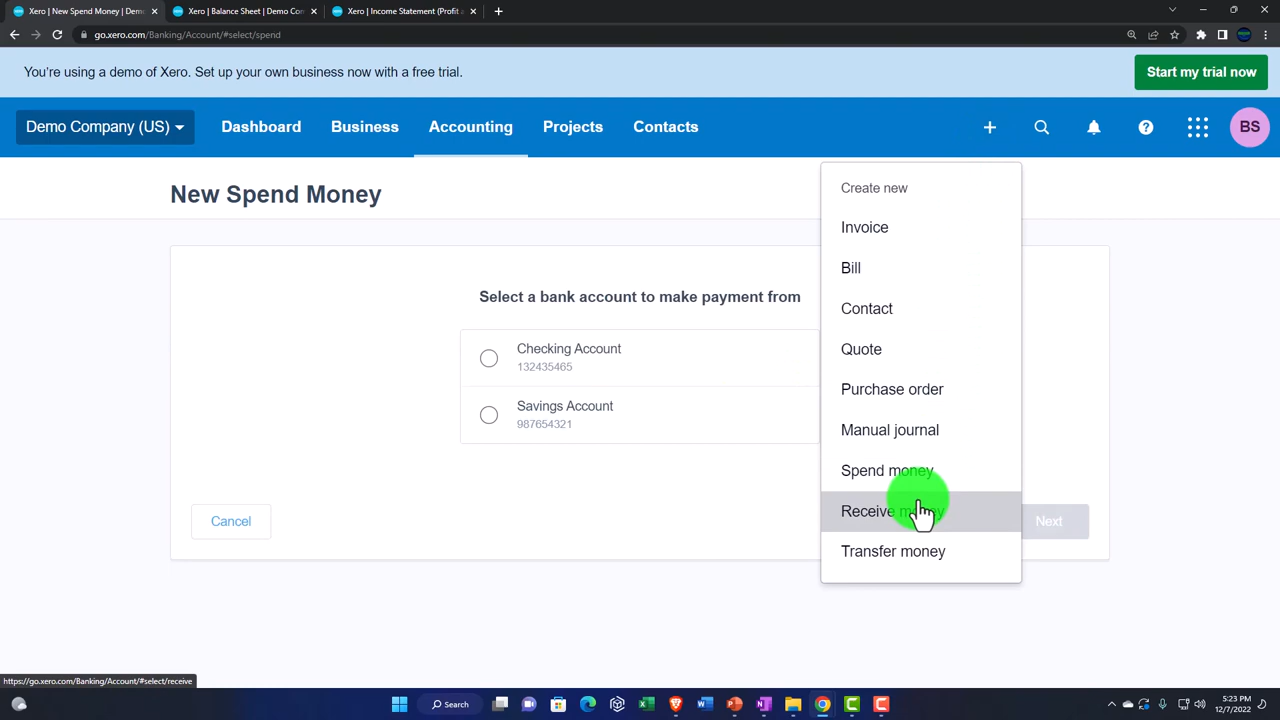 Xero | New Spend Money | Demo
Xero | Balance Sheet | Demo Com
Xero | Income Statement (Profit a
go.xero.com/Banking/Account/#select/spend
You're using a demo of Xero. Set up your own business now with a free trial.
Start my trial now
Demo Company (US)
Dashboard
Business
Accounting
Projects
Contacts
BS
New Spend Money
Create new
Invoice
Bill
Contact
Quote
Purchase order
Manual journal
Spend money
Receive money
Transfer money
Select a bank account to make payment from
Checking Account
132435465
Savings Account
987654321
Cancel
Next
https://go.xero.com/Banking/Account/#select/receive
Search
5:23 PM
12/7/2022